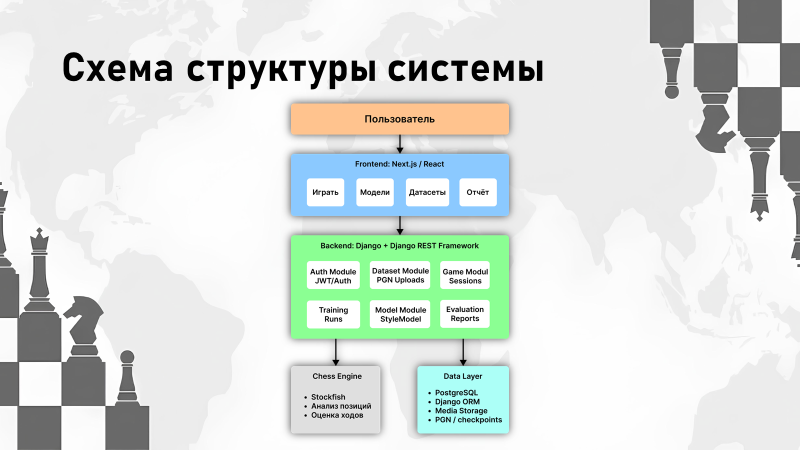 Схема структуры системы
Пользователь
Frontend: Next.js / React
Играть
Модели
Датасеты
Отчёт
Backend: Django + Django REST Framework
Auth Module
JWT/Auth
Dataset Module
PGN Uploads
Game Modul
Sessions
Training
Runs
Model Module
StyleModel
Evaluation
Reports
Chess Engine
• Stockfish
• Анализ позиций
• Оценка ходов
Data Layer
• PostgreSQL
• Django ORM
• Media Storage
• PGN / checkpoints